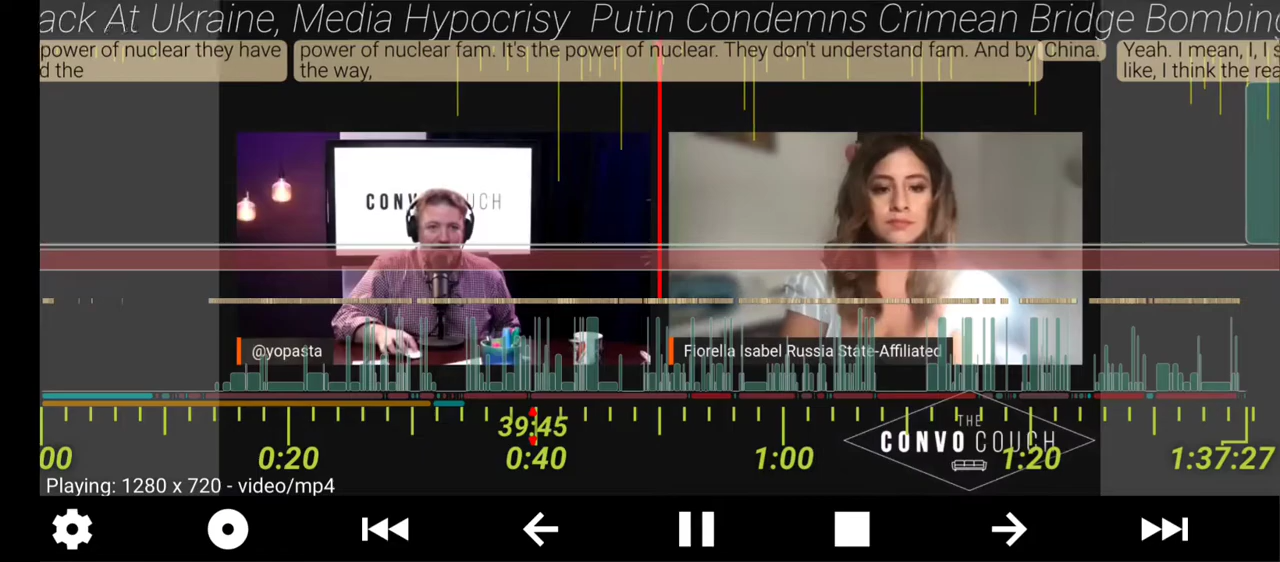 ack At Ukraine, Media Hypocrisy Putin Condemns Crimean Bridge Bombing
power of nuclear they have
d the
power of nuclear fam. It's the power of nuclear. They don't understand fam. And by
the way,
China.
Yeah. I mean, I, I s
like, I think the rea
CONVO COUCH
@yopasta
Fiorella Isabel Russia State-Affiliated
THE
CONVO COUCH
39:45
00
0:20
0:40
1:00
1:20
1:37:27
Playing: 1280 x 720 - video/mp4